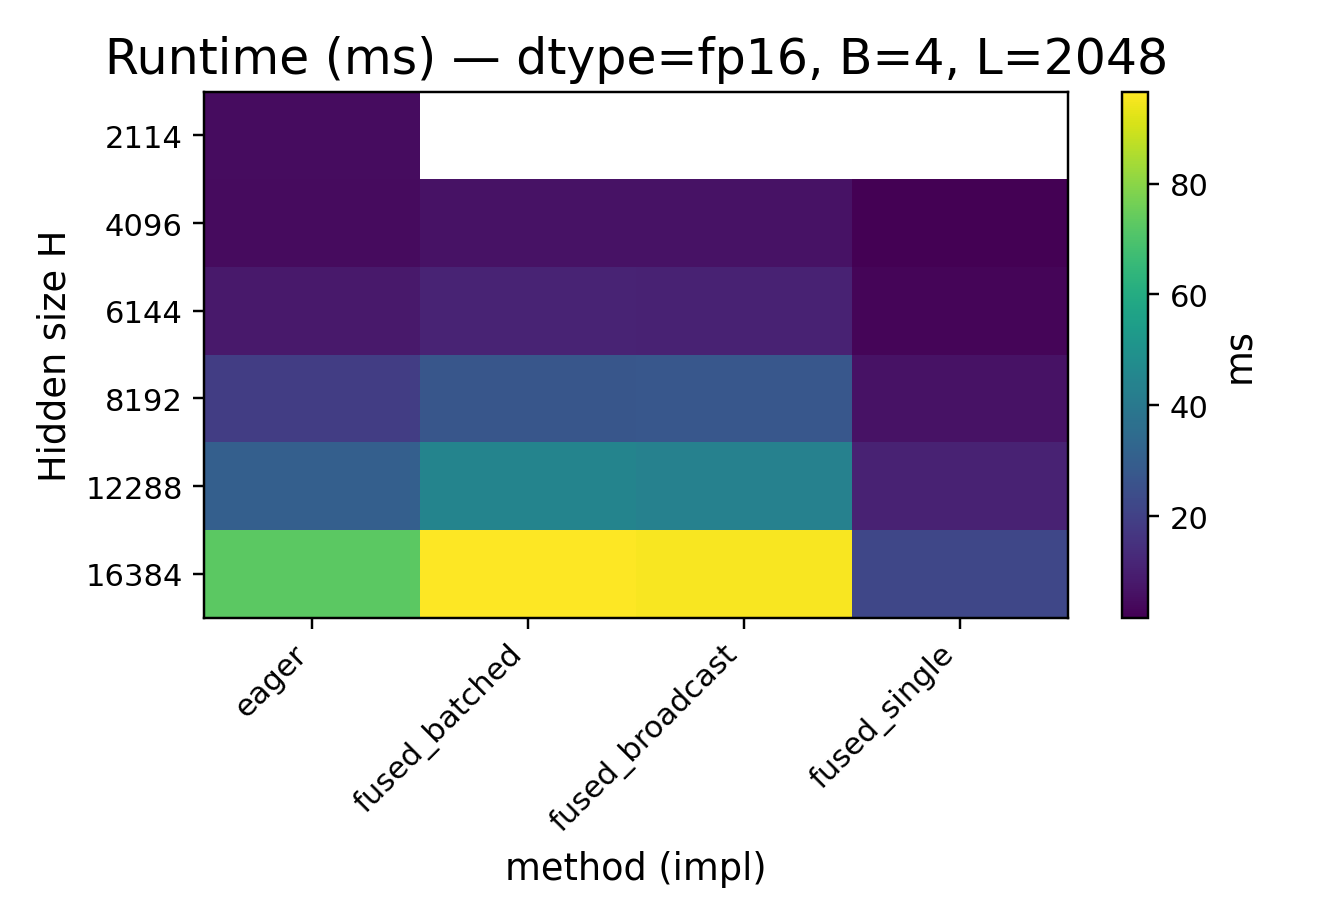 Runtime (ms) — dtype=fp16, B=4, L=2048
Hidden size H
2114
4096
6144
8192
12288
16384
eager
fused_batched
fused_broadcast
fused_single
method (impl)
80
60
40
20
ms